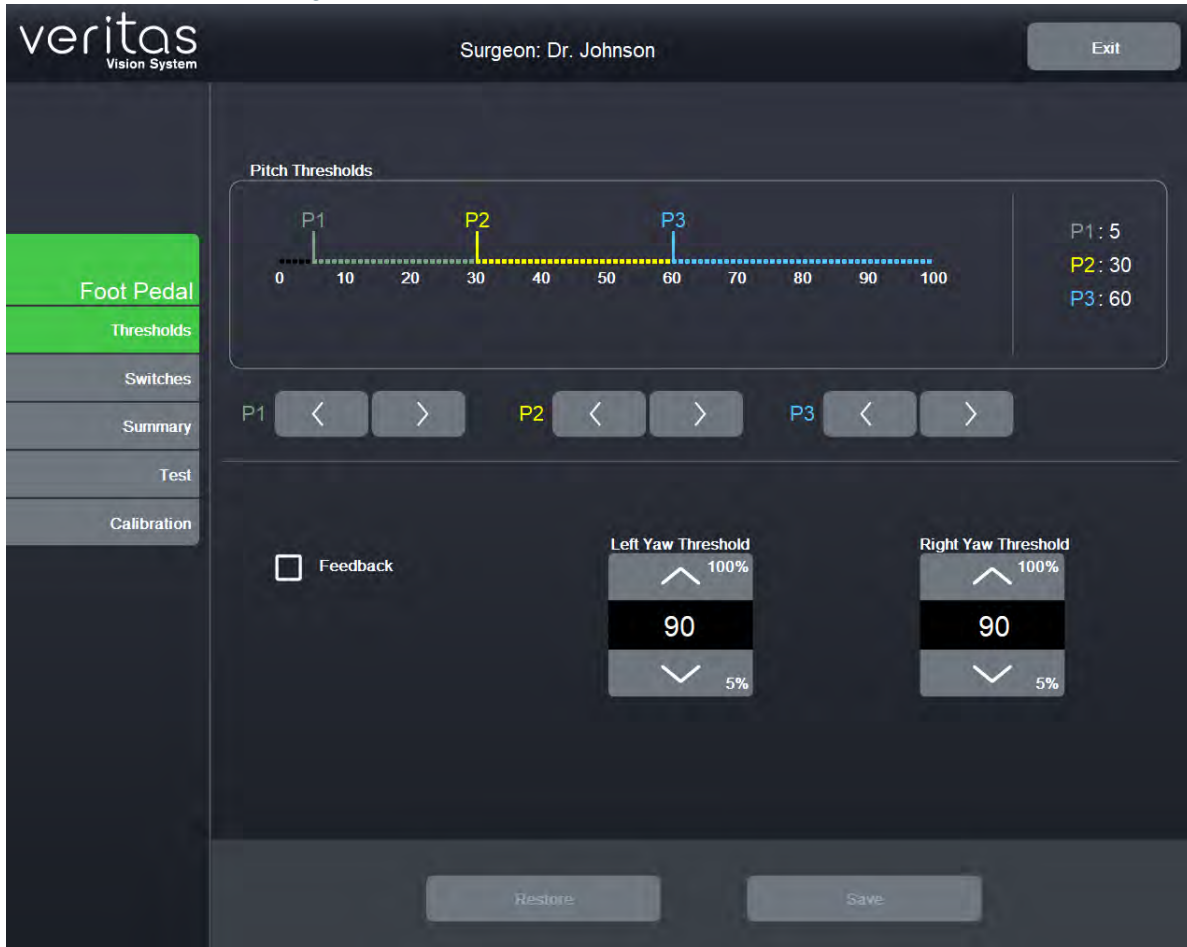 veritas
Vision System
Surgeon: Dr. Johnson
Exit
Foot Pedal
Thresholds
Switches
Summary
Test
Calibration
Pitch Thresholds
P1 P2 P3
0 10 20 30 40 50 60 70 80 90 100
P1: 5
P2: 30
P3: 60
P1 P2 P3
Feedback
Left Yaw Threshold
100%
90
5%
Right Yaw Threshold
100%
90
5%
Restore Save